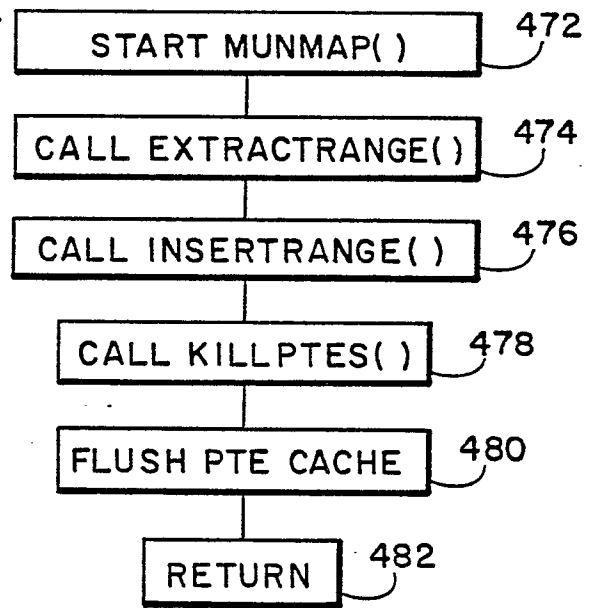 START MUNMAP() 472
CALL EXTRACTRANGE() 474
CALL INSERTRANGE() 476
CALL KILLPTES() 478
FLUSH PTE CACHE 480
RETURN 482